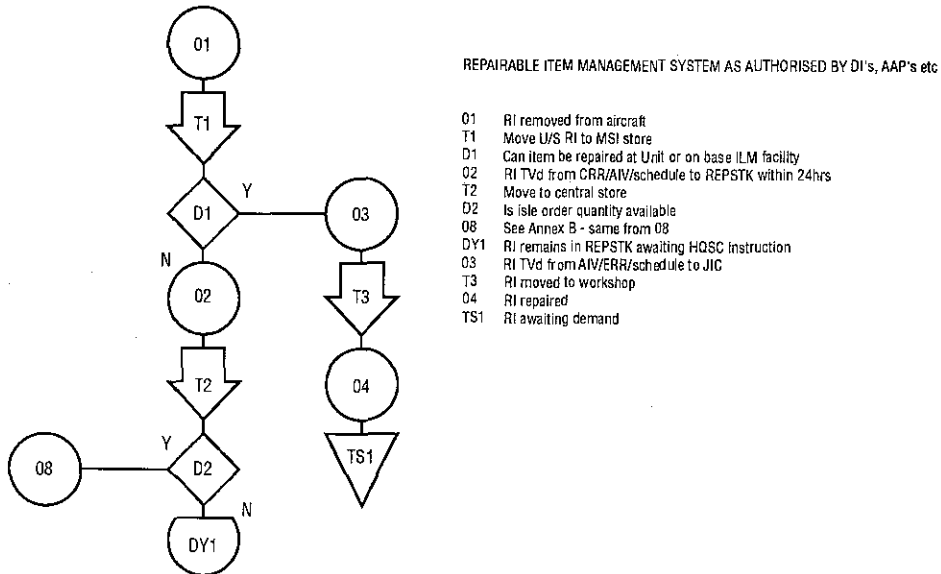 01
REPAIRABLE ITEM MANAGEMENT SYSTEM AS AUTHORISED BY DI's, AAP's etc
T1
01 RI removed from aircraft
T1 Move U/S RI to MSI store
D1 Can item be repaired at Unit or on base ILM facility
02 RI TVd from CRR/AIV/schedule to REPSTK within 24hrs
T2 Move to central store
D2 Is isle order quantity available
08 See Annex B - same from 08
DY1 RI remains in REPSTK awaiting HQSC Instruction
03 RI TVd from AIV/ERR/schedule to JIC
T3 RI moved to workshop
04 RI repaired
TS1 RI awaiting demand
Y
D1
03
N
02
T3
T2
04
Y
08
D2
TS1
N
DY1